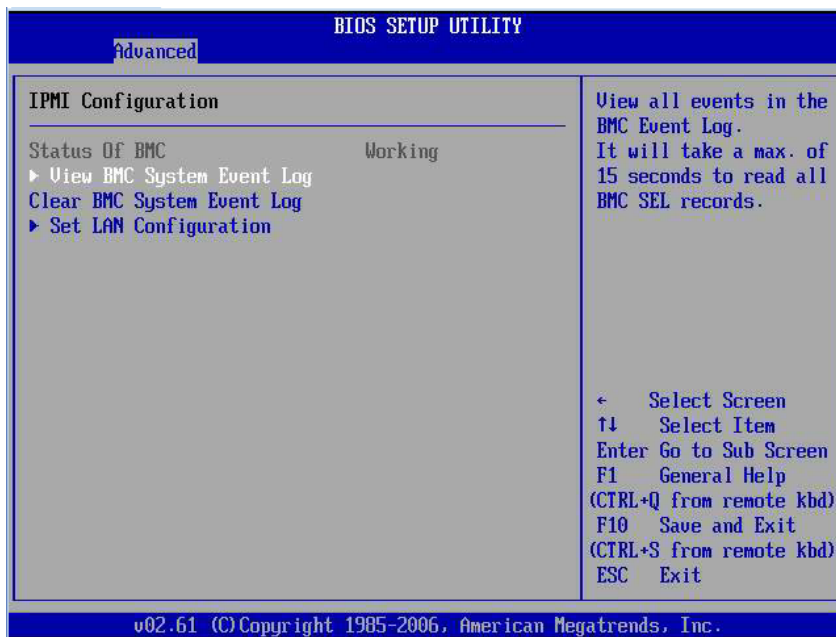 BIOS SETUP UTILITY
Advanced
IPMI Configuration
Status Of BMC Working
▶ View BMC System Event Log
Clear BMC System Event Log
▶ Set LAN Configuration
View all events in the
BMC Event Log.
It will take a max. of
15 seconds to read all
BMC SEL records.
← Select Screen
↑↓ Select Item
Enter Go to Sub Screen
F1 General Help
(CTRL+Q from remote kbd)
F10 Save and Exit
(CTRL+S from remote kbd)
ESC Exit
v02.61 (C)Copyright 1985-2006, American Megatrends, Inc.